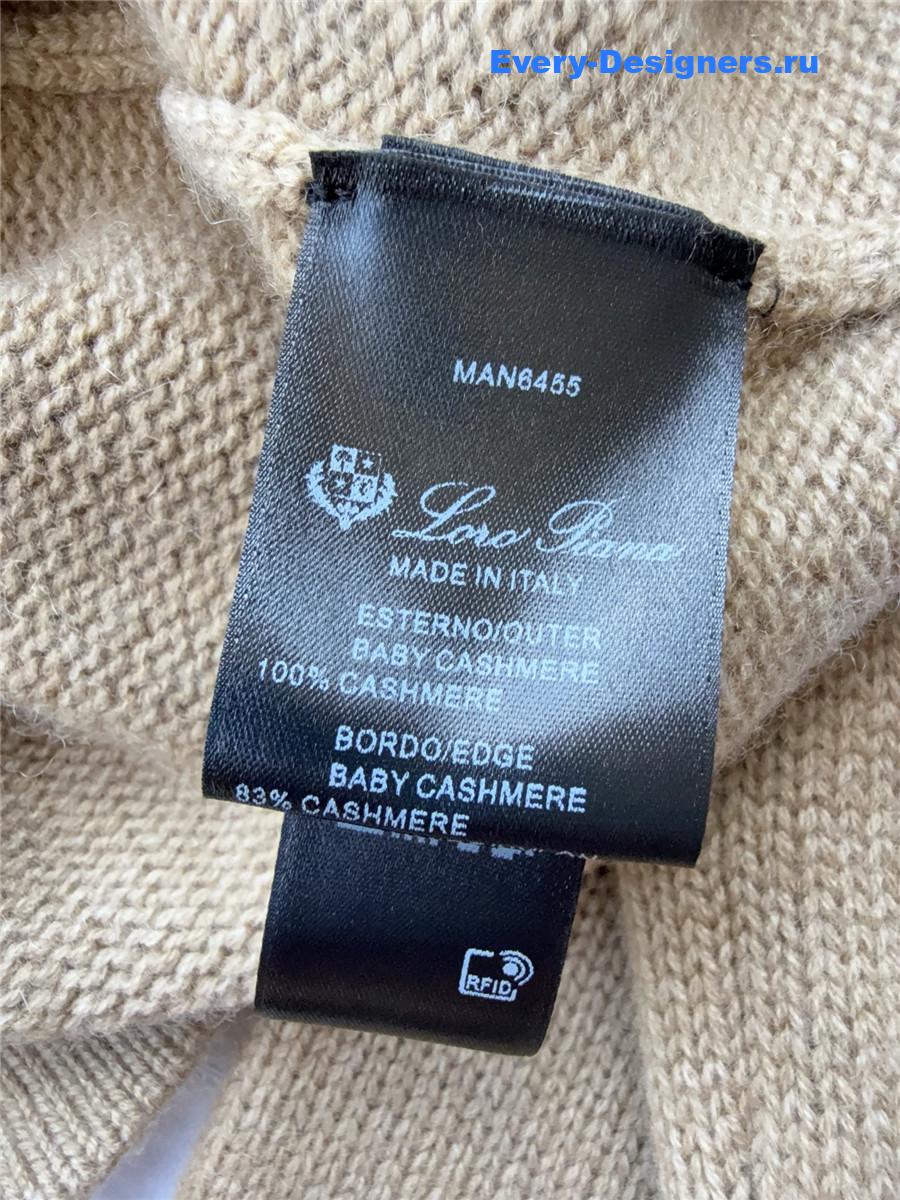 Every-Designers.ru
MAN6455
Loro Piana
MADE IN ITALY
ESTERNO/OUTER
BABY CASHMERE
100% CASHMERE
BORDO/EDGE
BABY CASHMERE
83% CASHMERE
RFID